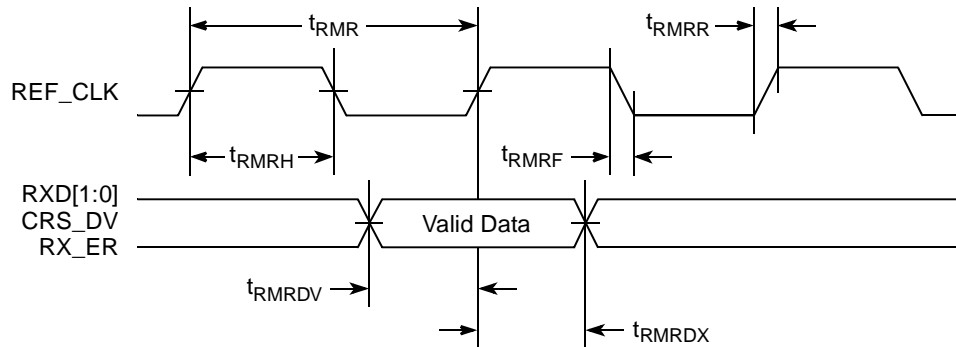 tRMR
tRMRR
REF_CLK
tRMRH
tRMRF
RXD[1:0]
CRS_DV
RX_ER
Valid Data
tRMRDV
tRMRDX